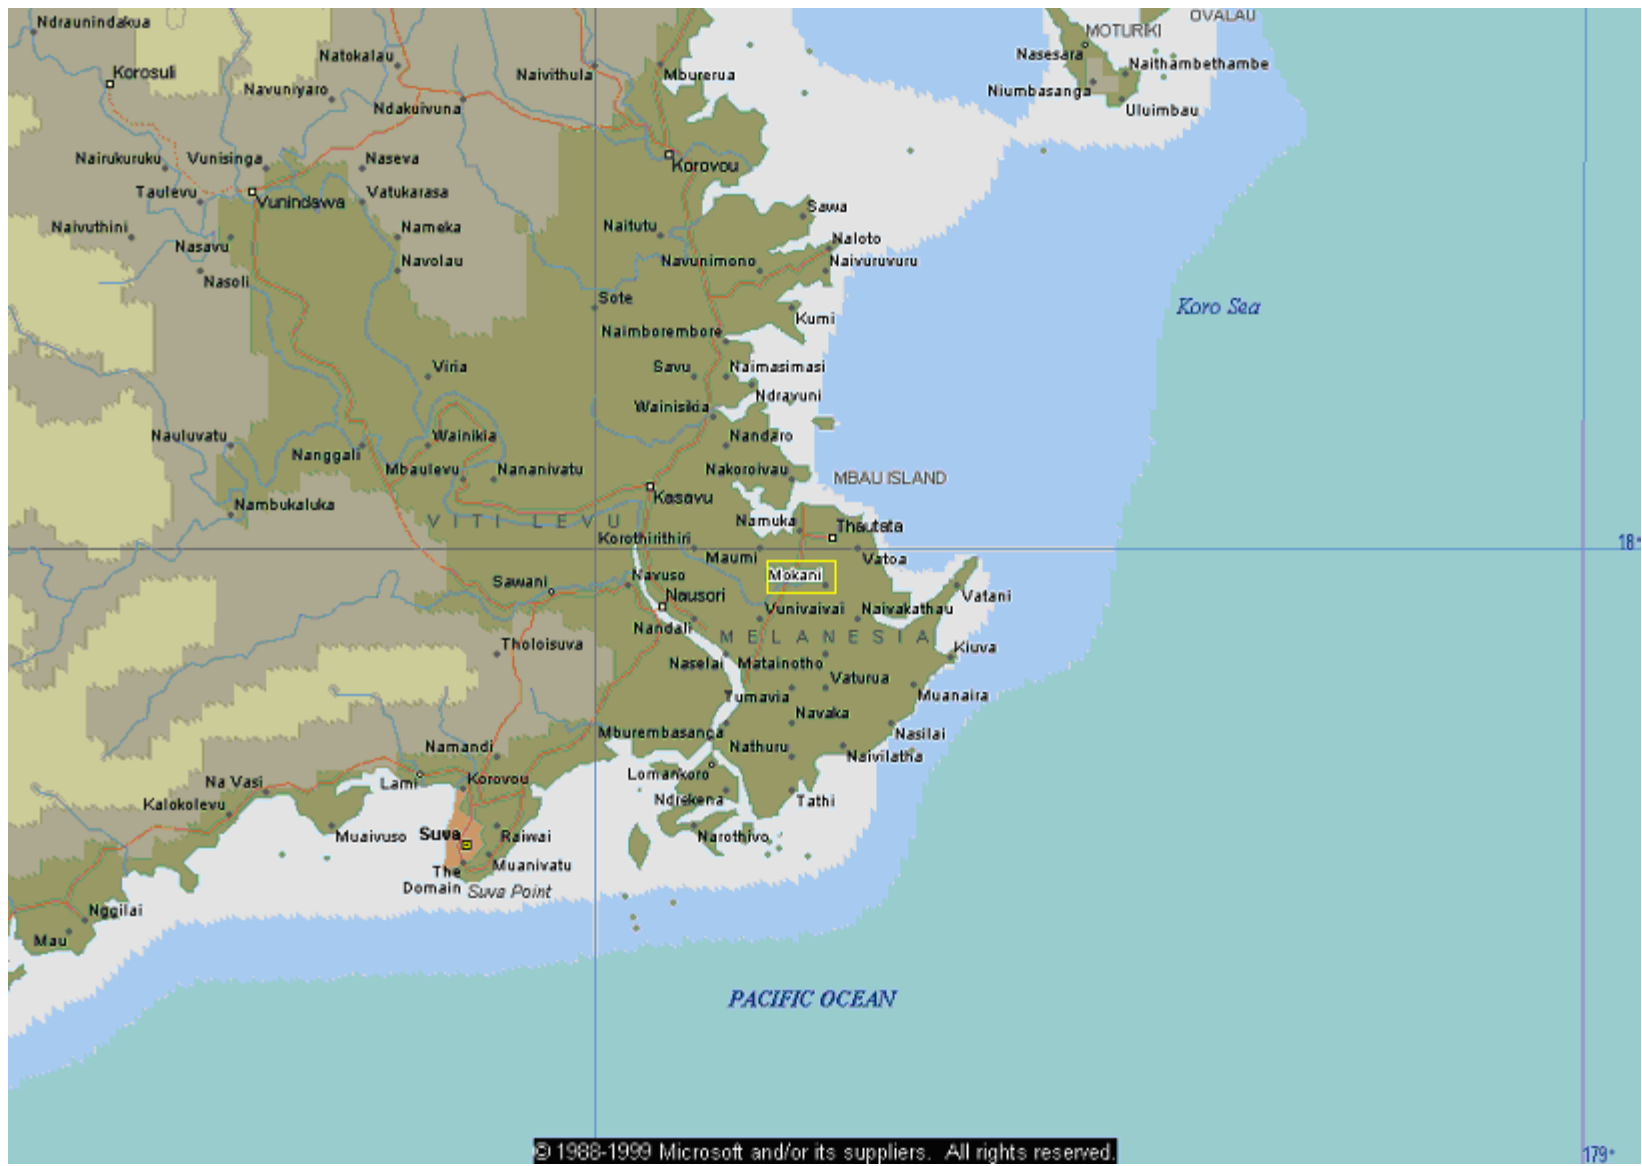 OVALAU
Ndraunindakua
MOTURIKI
Natokalau
Nasesara
Naithambethambe
Korosuli
Naivithula
Mburerua
Navuniyaro
Niumbasanga
Ndakuivuna
Uluimbau
Nairukuruku
Vunisinga
Naseva
Korovou
Taulevu
Vatukarasa
Vunindawa
Sawa
Naivuthini
Nameka
Naitutu
Naloto
Nasavu
Navolau
Navunimono
Naivuruvuru
Nasoli
Sote
Koro Sea
Kumi
Naimborembore
Viria
Savu
Naimasimasi
Ndravuni
Wainisikia
Nauluvatu
Wainikia
Nandaro
Nanggali
Mbaulevu
Nananivatu
Nakoroivau
MBAU ISLAND
Kasavu
Nambukaluka
VITI LEVU
Namuka
Thautata
Korothirithiri
18°
Maumi
Vatoa
Sawani
Navuso
Mokani
Nausori
Vatani
Vunivaivai
Naivakathau
Nandali
MELANESIA
Tholoisuva
Kiuva
Naselai
Matainotho
Vaturua
Tumavia
Muanaira
Navaka
Mburembasanga
Nasilai
Namandi
Nathuru
Naivilatha
Na Vasi
Lami
Korovou
Lomankoro
Kalokolevu
Ndrekena
Tathi
Muaivuso
Suva
Raiwai
Narothivo
The
Domain
Muanivatu
Suva Point
Nggilai
Mau
PACIFIC OCEAN
© 1988-1999 Microsoft and/or its suppliers. All rights reserved.
179°